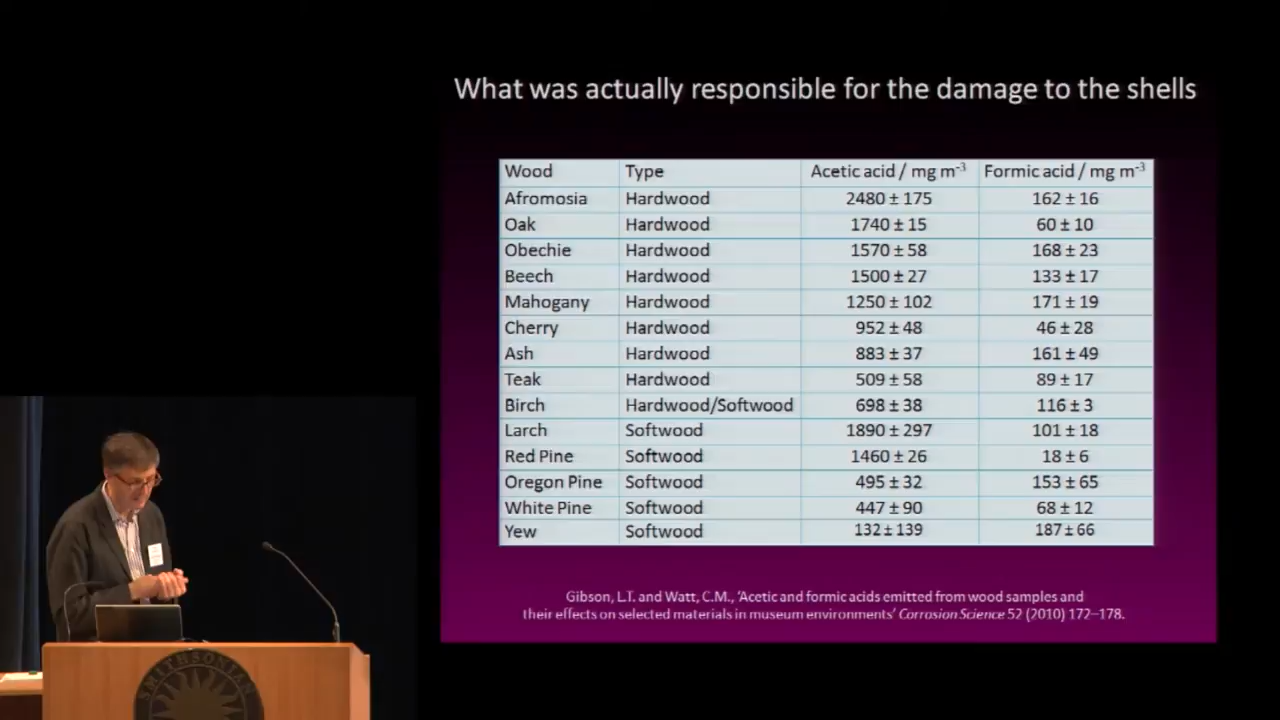 What was actually responsible for the damage to the shells
Wood Type Acetic acid / mg m-3 Formic acid / mg m-3
Afromosia Hardwood 2480 ± 175 162 ± 16
Oak Hardwood 1740 ± 15 60 ± 10
Obechie Hardwood 1570 ± 58 168 ± 23
Beech Hardwood 1500 ± 27 133 ± 17
Mahogany Hardwood 1250 ± 102 171 ± 19
Cherry Hardwood 952 ± 48 46 ± 28
Ash Hardwood 883 ± 37 161 ± 49
Teak Hardwood 509 ± 58 89 ± 17
Birch Hardwood/Softwood 698 ± 38 116 ± 3
Larch Softwood 1890 ± 297 101 ± 18
Red Pine Softwood 1460 ± 26 18 ± 6
Oregon Pine Softwood 495 ± 32 153 ± 65
White Pine Softwood 447 ± 90 68 ± 12
Yew Softwood 132 ± 139 187 ± 66
Gibson, L.T. and Watt, C.M., 'Acetic and formic acids emitted from wood samples and
their effects on selected materials in museum environments' Corrosion Science 52 (2010) 172–178.
SMITHSONIAN